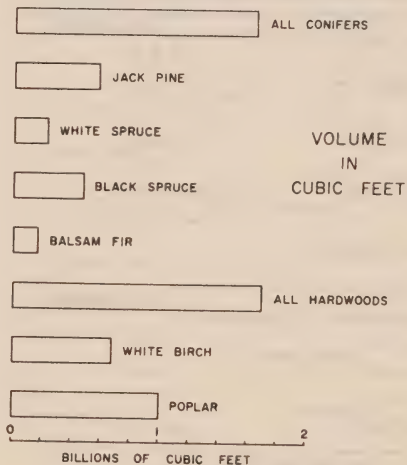 ALL CONIFERS
JACK PINE
WHITE SPRUCE
VOLUME
IN
CUBIC FEET
BLACK SPRUCE
BALSAM FIR
ALL HARDWOODS
WHITE BIRCH
POPLAR
0 1 2
BILLIONS OF CUBIC FEET